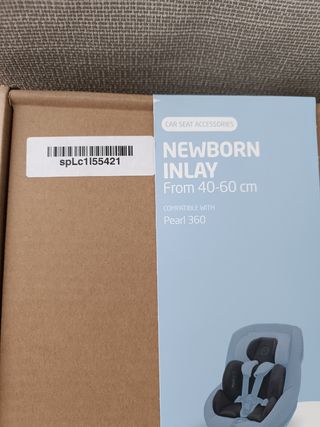 spLc1l55421
CAR SEAT ACCESSORIES
NEWBORN
INLAY
From 40-60 cm
COMPATIBLE WITH
Pearl 360